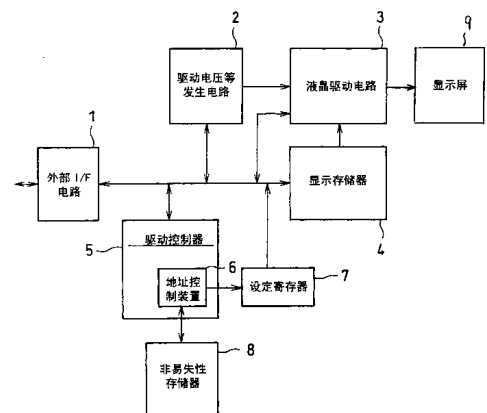 2
3
9
驱动电压等
发生电路
液晶驱动电路
显示屏
1
外部 I/F
电路
显示存储器
4
5
驱动控制器
6
地址控
制装置
设定寄存器
7
非易失性
存储器
8